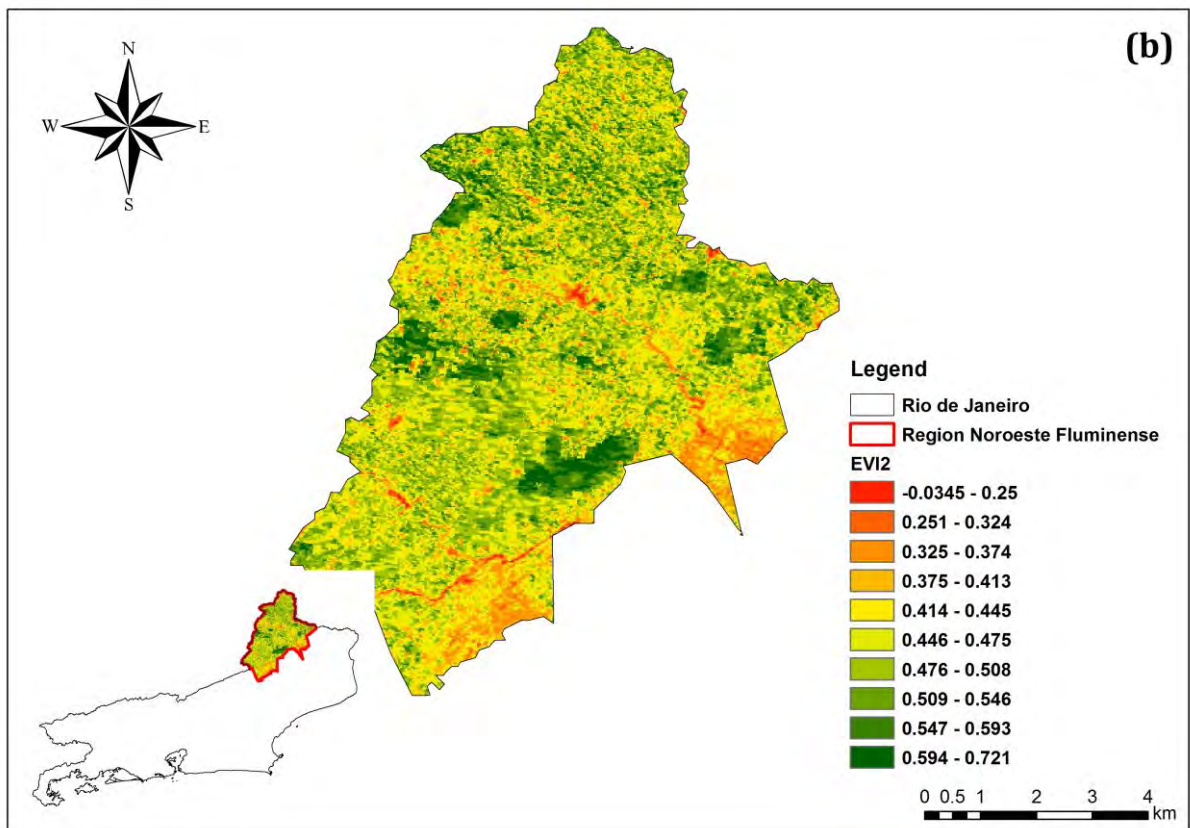 (b)
N
W E
S
Legend
Rio de Janeiro
Region Noroeste Fluminense
EVI2
-0.0345 - 0.25
0.251 - 0.324
0.325 - 0.374
0.375 - 0.413
0.414 - 0.445
0.446 - 0.475
0.476 - 0.508
0.509 - 0.546
0.547 - 0.593
0.594 - 0.721
0 0.5 1 2 3 4
km